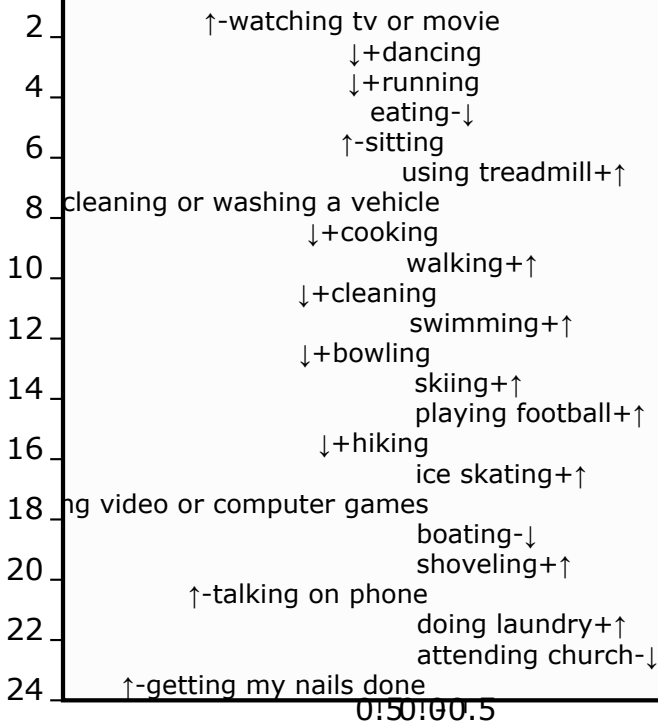 2
↑-watching tv or movie
↓+dancing
↓+running
4
eating-↓
↑-sitting
6
using treadmill+↑
cleaning or washing a vehicle
8
↓+cooking
walking+↑
10
↓+cleaning
swimming+↑
12
↓+bowling
skiing+↑
14
playing football+↑
↓+hiking
16
ice skating+↑
ng video or computer games
18
boating-↓
shoveling+↑
20
↑-talking on phone
doing laundry+↑
22
attending church-↓
↑-getting my nails done
24